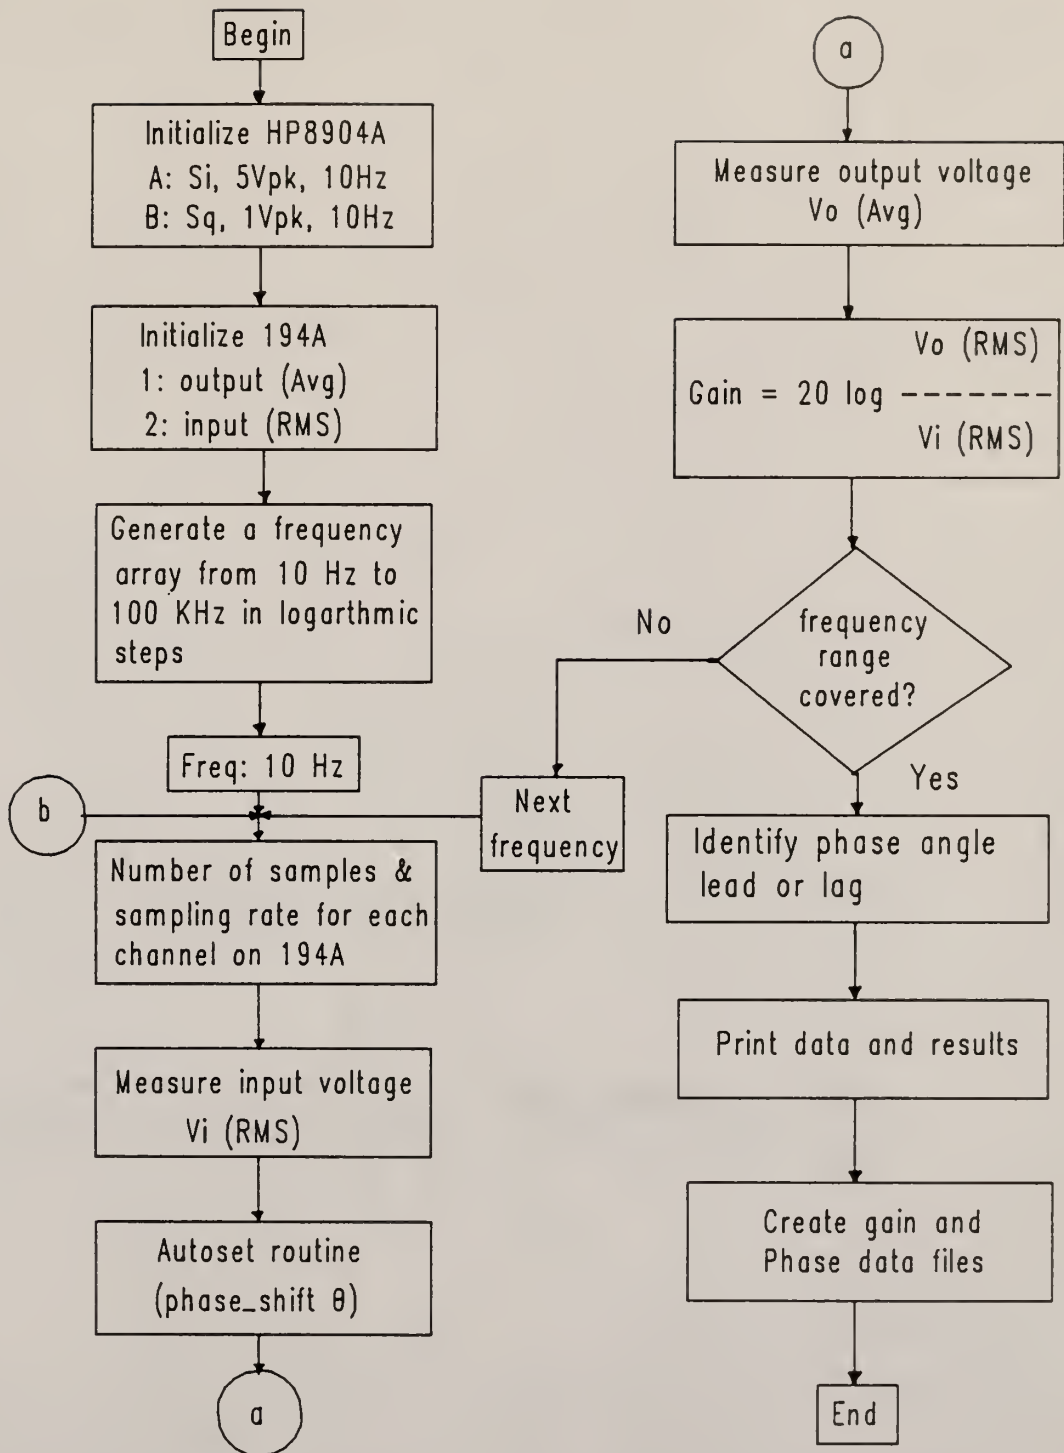 Begin
Initialize HP8904A
A: Si, 5Vpk, 10Hz
B: Sq, 1Vpk, 10Hz
Initialize 194A
1: output (Avg)
2: input (RMS)
Generate a frequency
array from 10 Hz to
100 KHz in logarthmic
steps
Freq: 10 Hz
b
Number of samples &
sampling rate for each
channel on 194A
Measure input voltage
Vi (RMS)
Autoset routine
(phase_shift θ)
a
a
Measure output voltage
Vo (Avg)
Vo (RMS)
Gain = 20 log -------
Vi (RMS)
frequency
range
covered?
No
Next
frequency
Yes
Identify phase angle
lead or lag
Print data and results
Create gain and
Phase data files
End